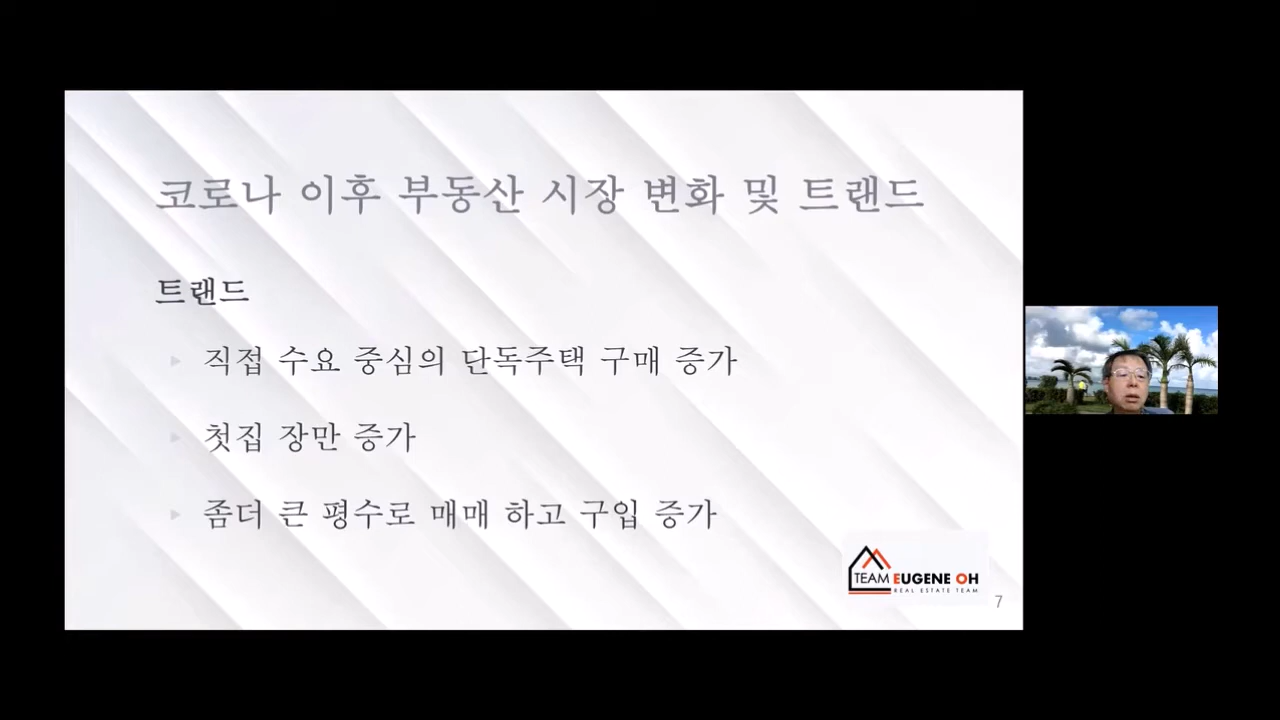 코로나 이후 부동산 시장 변화 및 트랜드
트랜드
직접 수요 중심의 단독주택 구매 증가
첫집 장만 증가
좀더 큰 평수로 매매 하고 구입 증가
TEAM EUGENE OH
REAL ESTATE TEAM
7